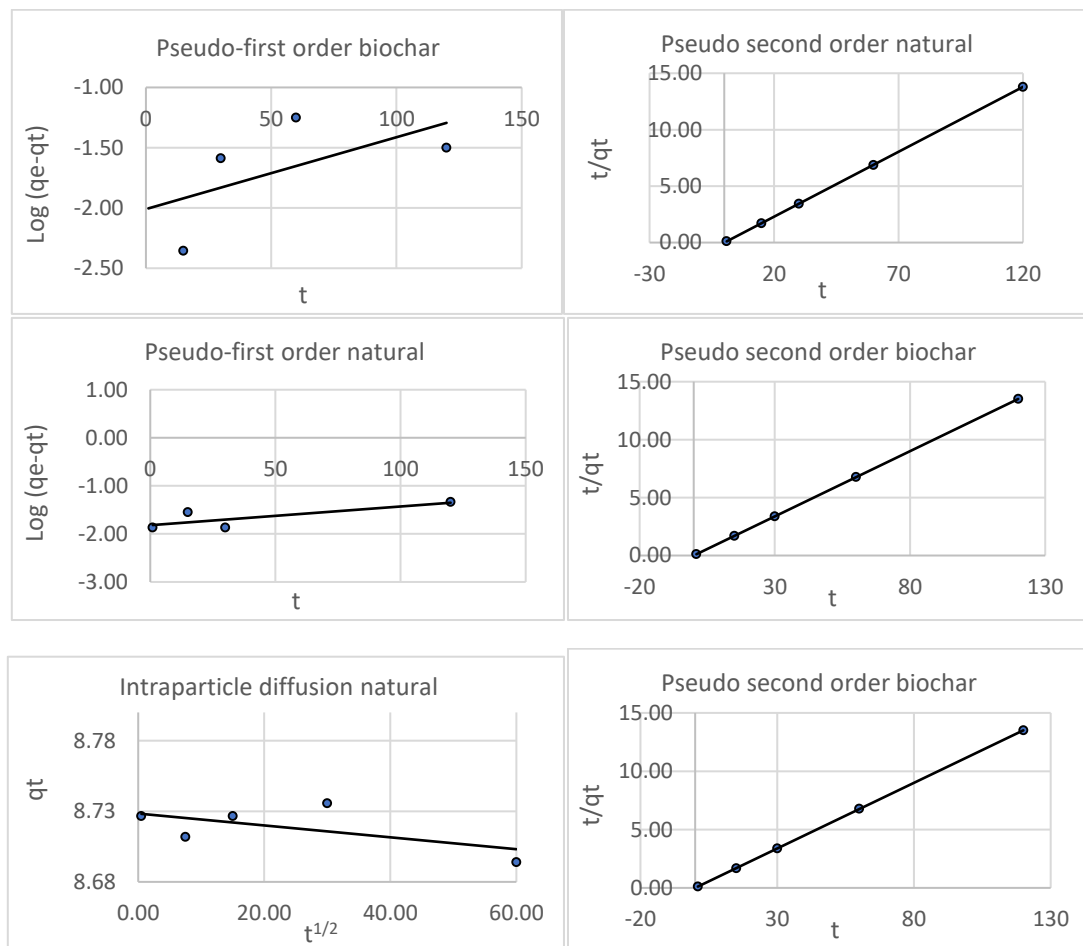 Pseudo-first order biochar
-1.00
0 50 100 150
-1.50
-2.00
-2.50
Log (qe-qt)
t
Pseudo second order natural
15.00
10.00
5.00
0.00
-30 20 70 120
t/qt
t
Pseudo-first order natural
1.00
0.00
0 50 100 150
-1.00
-2.00
-3.00
Log (qe-qt)
t
Pseudo second order biochar
15.00
10.00
5.00
0.00
-20 30 80 130
t/qt
t
Intraparticle diffusion natural
8.78
8.73
8.68
0.00 20.00 40.00 60.00
qt
t^1/2
Pseudo second order biochar
15.00
10.00
5.00
0.00
-20 30 80 130
t/qt
t